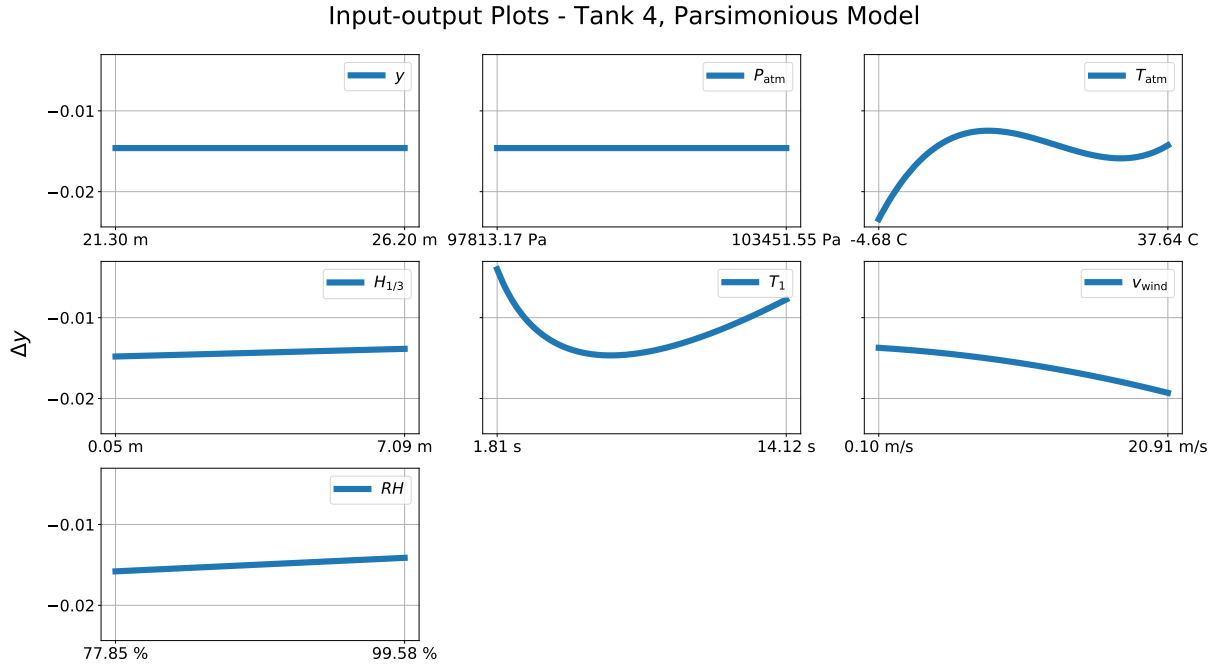 Input-output Plots - Tank 4, Parsimonious Model
y
−0.01
−0.02
21.30 m
26.20 m
P_atm
97813.17 Pa
103451.55 Pa
T_atm
-4.68 C
37.64 C
Δy
H_1/3
−0.01
−0.02
0.05 m
7.09 m
T_1
1.81 s
14.12 s
v_wind
0.10 m/s
20.91 m/s
RH
−0.01
−0.02
77.85 %
99.58 %